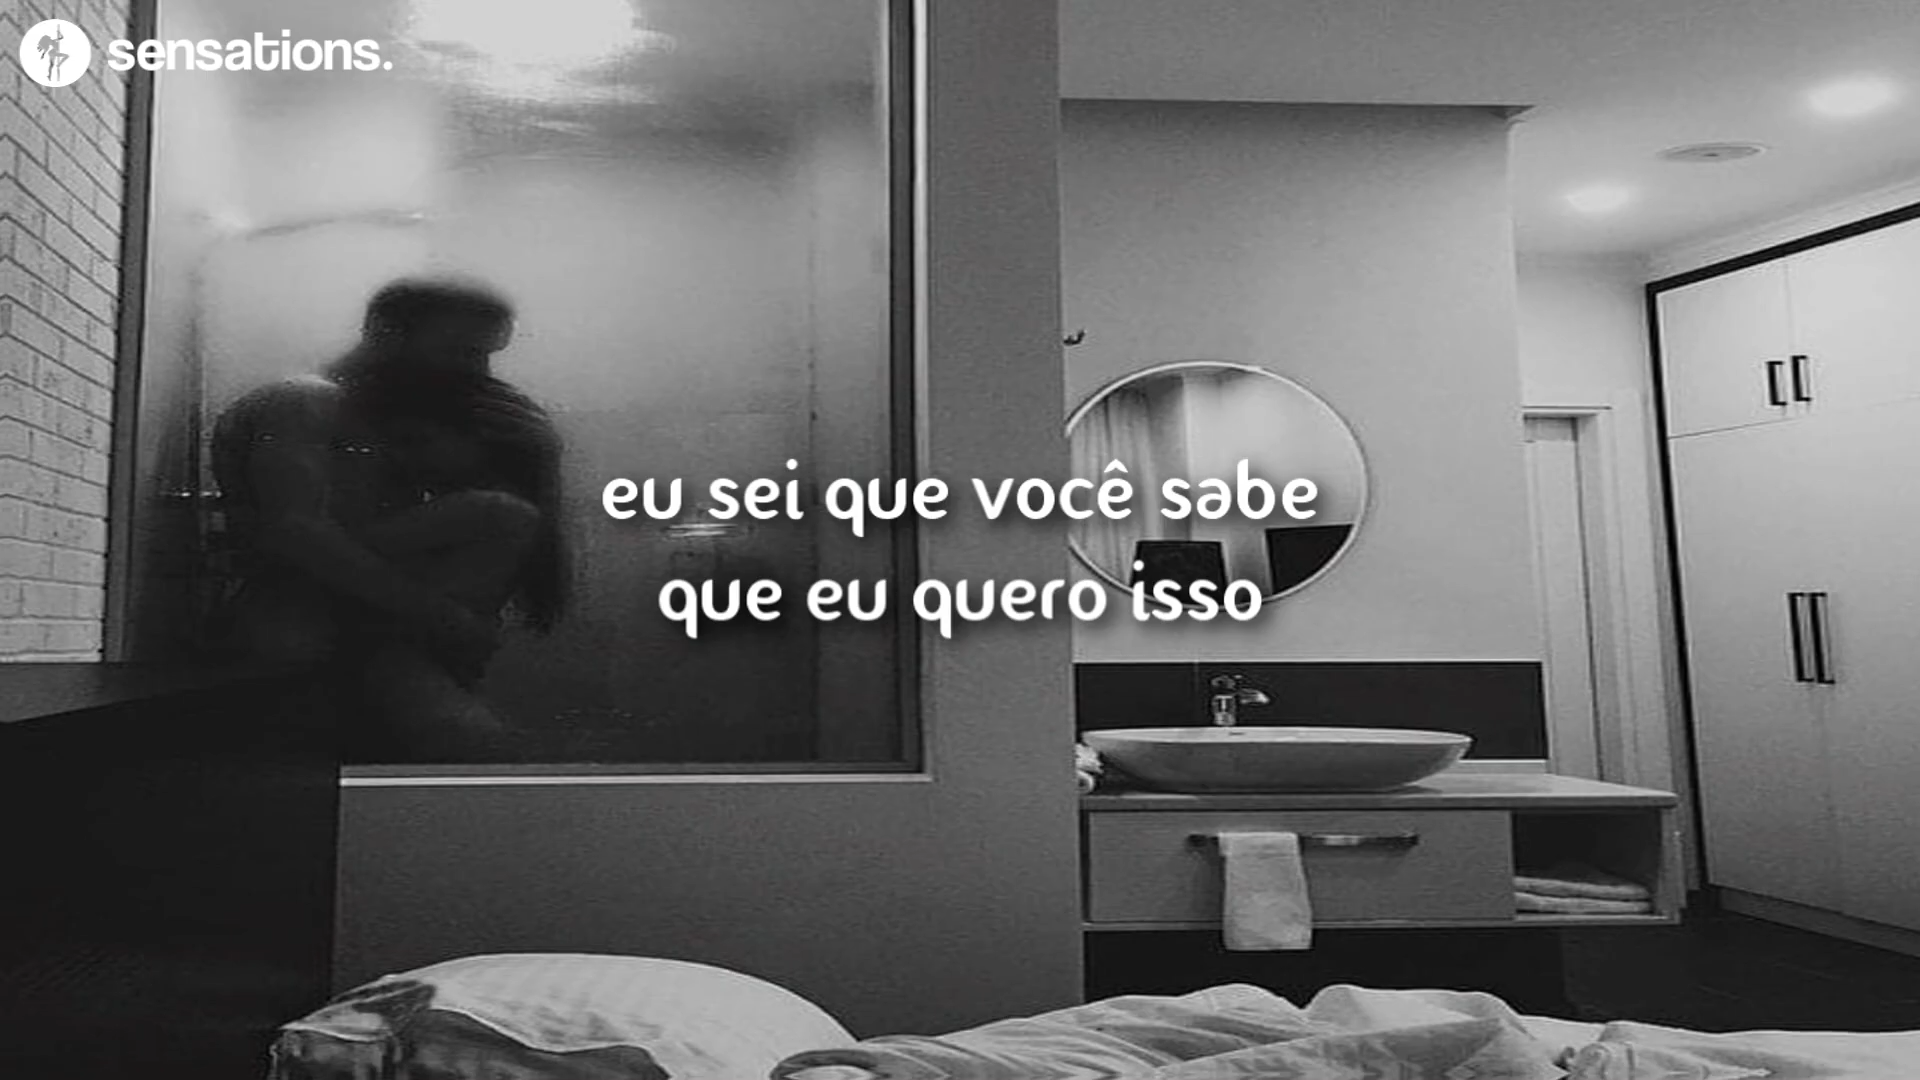 sensations.
eu sei que você sabe
que eu quero isso